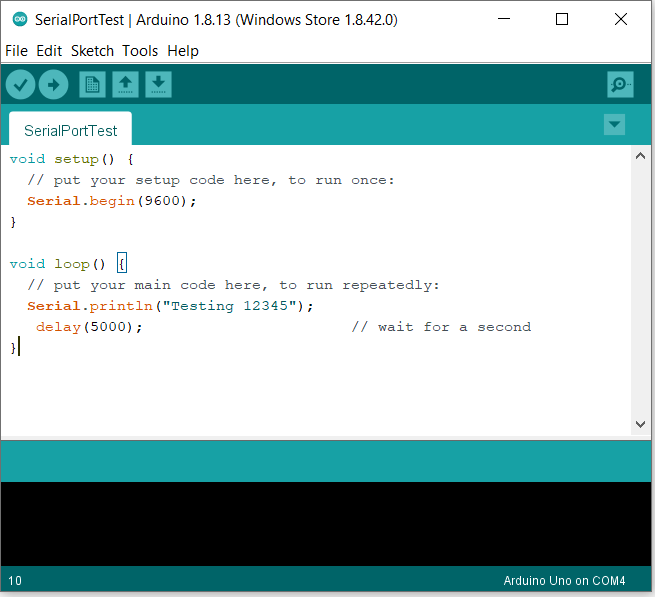 SerialPortTest | Arduino 1.8.13 (Windows Store 1.8.42.0)
File Edit Sketch Tools Help
SerialPortTest
void setup() {
  // put your setup code here, to run once:
  Serial.begin(9600);
}

void loop() {
  // put your main code here, to run repeatedly:
  Serial.println("Testing 12345");
   delay(5000);                       // wait for a second
}
10
Arduino Uno on COM4